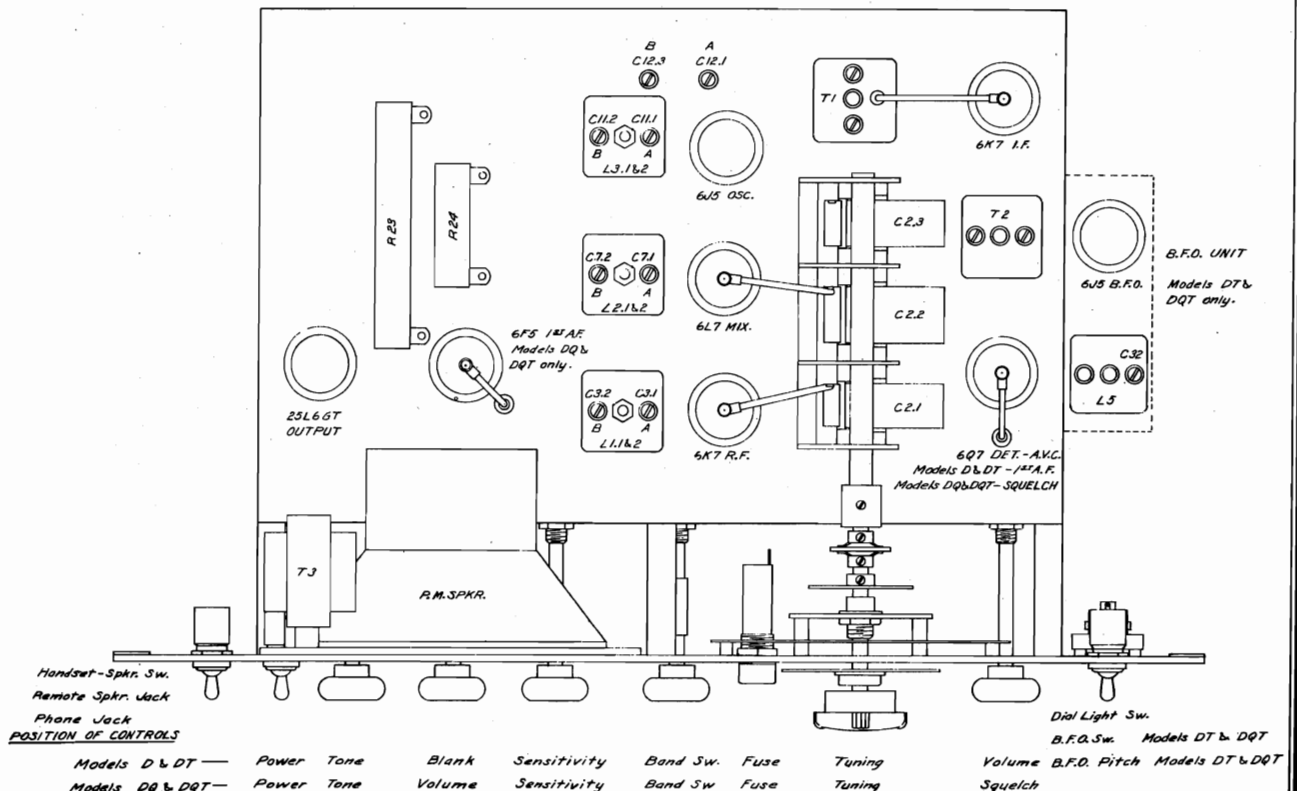 B A
C12.3 C12.1
C11.2 C11.1
B A
L3.1&2
6J5 OSC.
T1
6K7 I.F.
R23
R24
C7.2 C7.1
B A
L2.1&2
6L7 MIX.
C2.3
C2.2
C2.1
T2
6J5 B.F.O.
B.F.O. UNIT
Models DT &
DQT only.
C32
L5
25L6GT
OUTPUT
6F5 1st A.F.
Models DQ &
DQT only.
C3.2 C3.1
B A
L1.1&2
6K7 R.F.
6Q7 DET.-A.V.C.
Models D & DT - 1st A.F.
Models DQ & DQT - SQUELCH
T3
P.M. SPKR.
Handset-Spkr. Sw.
Remote Spkr. Jack
Phone Jack
Dial Light Sw.
B.F.O. Sw. Models DT & DQT
POSITION OF CONTROLS
Models D & DT — Power Tone Blank Sensitivity Band Sw. Fuse Tuning Volume B.F.O. Pitch Models DT & DQT
Models DQ & DQT — Power Tone Volume Sensitivity Band Sw Fuse Tuning Squelch